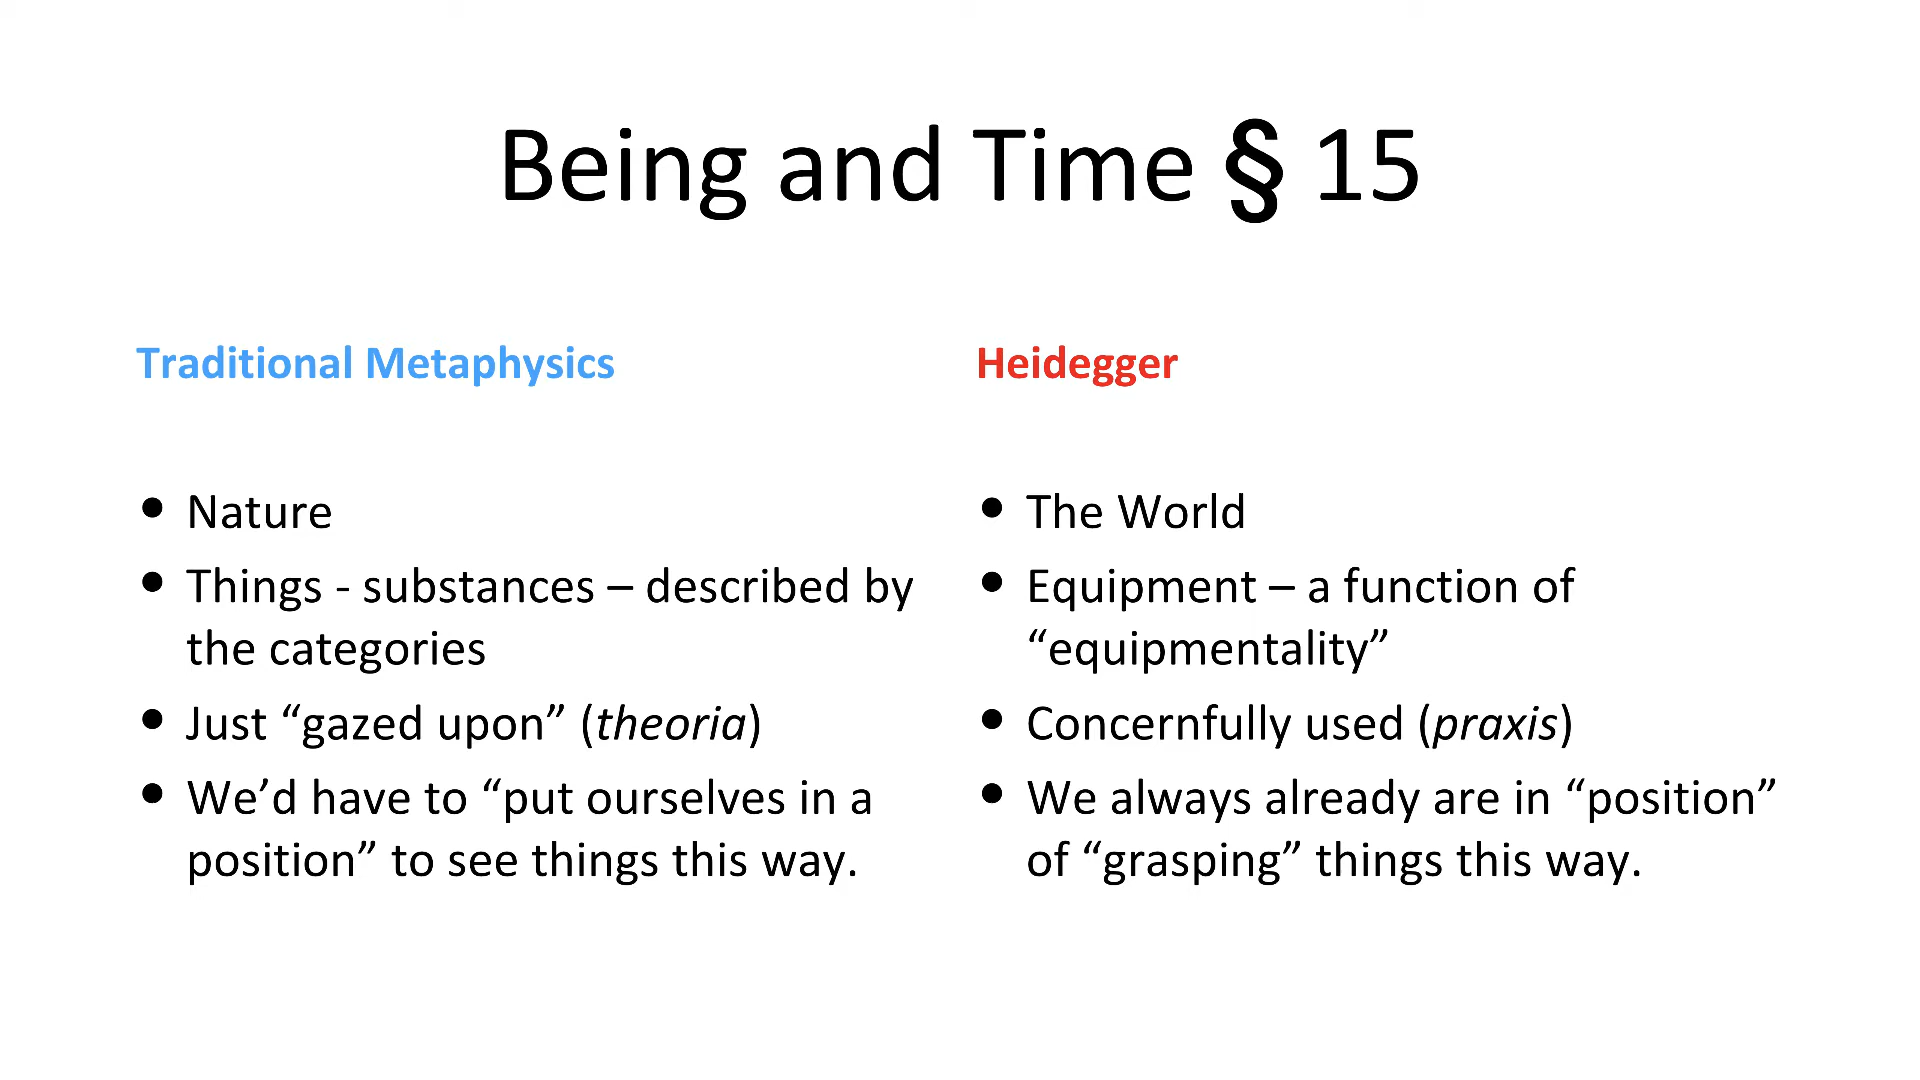 Being and Time § 15
Traditional Metaphysics
• Nature
• Things - substances – described by
the categories
• Just “gazed upon” (theoria)
• We’d have to “put ourselves in a
position” to see things this way.
Heidegger
• The World
• Equipment – a function of
“equipmentality”
• Concernfully used (praxis)
• We always already are in “position”
of “grasping” things this way.